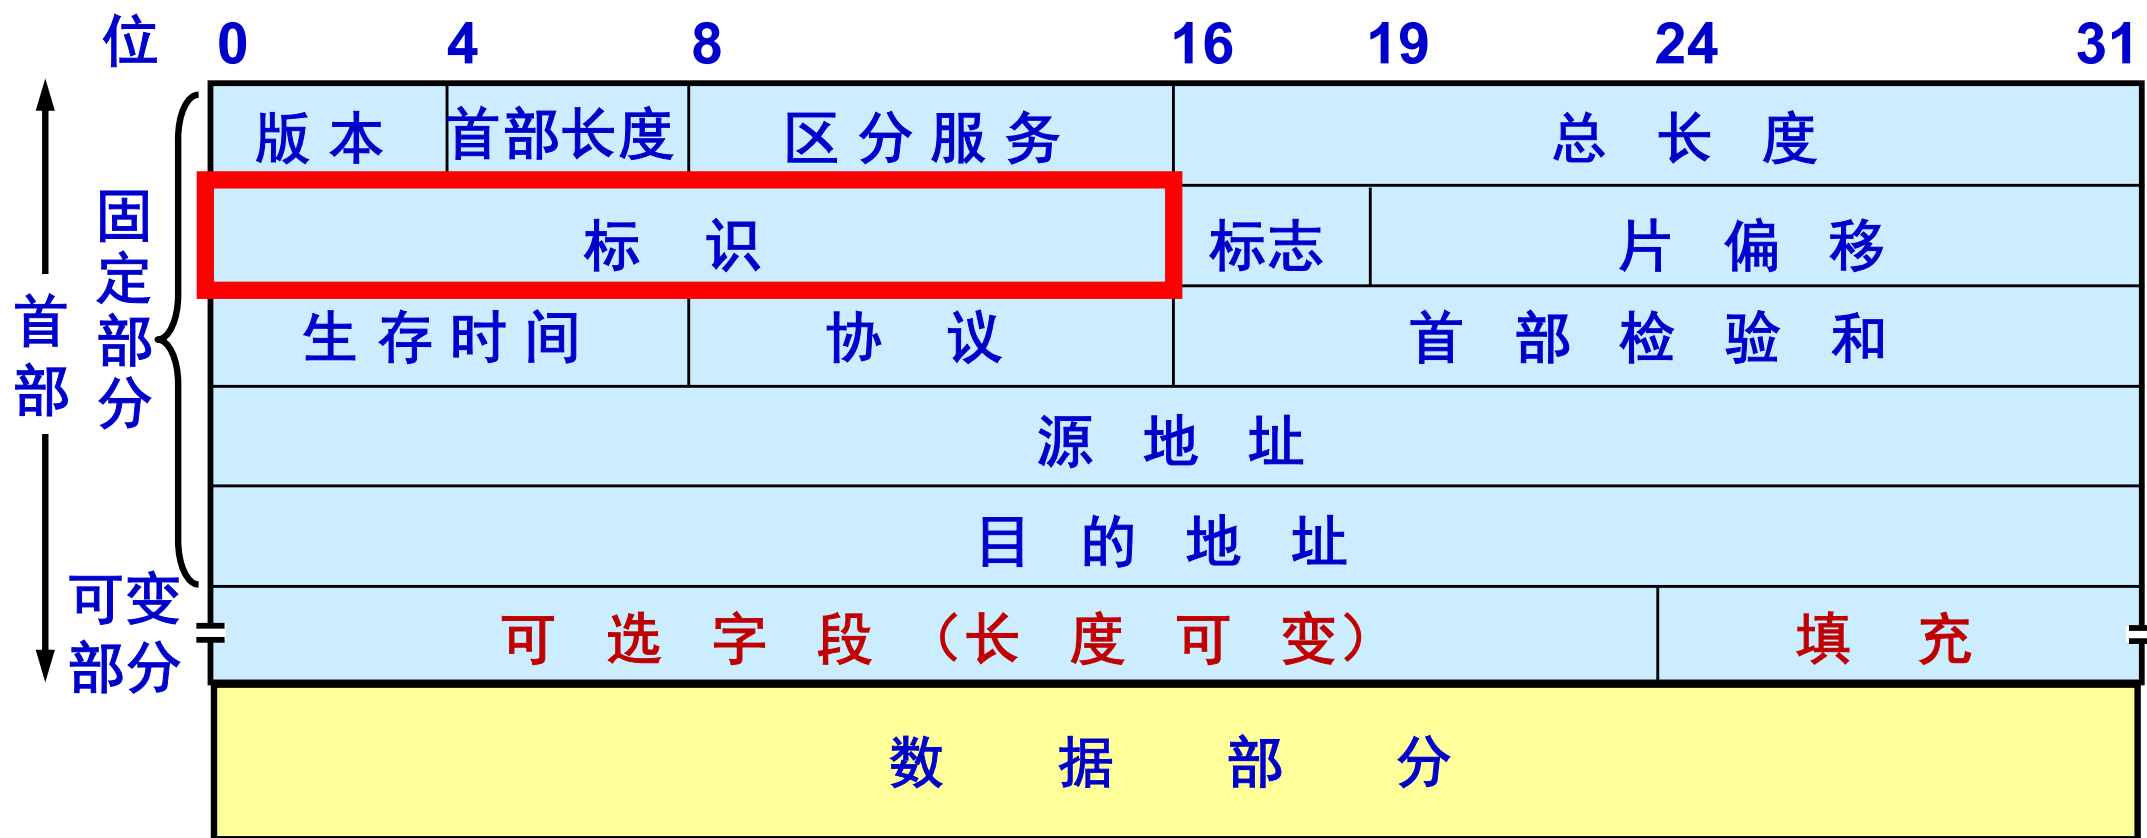 位 0 4 8 16 19 24 31
版本 首部长度 区分服务 总长度
标识 标志 片偏移
生存时间 协议 首部检验和
源地址
目的地址
可选字段（长度可变） 填充
数据部分
首部
固定部分
可变
部分